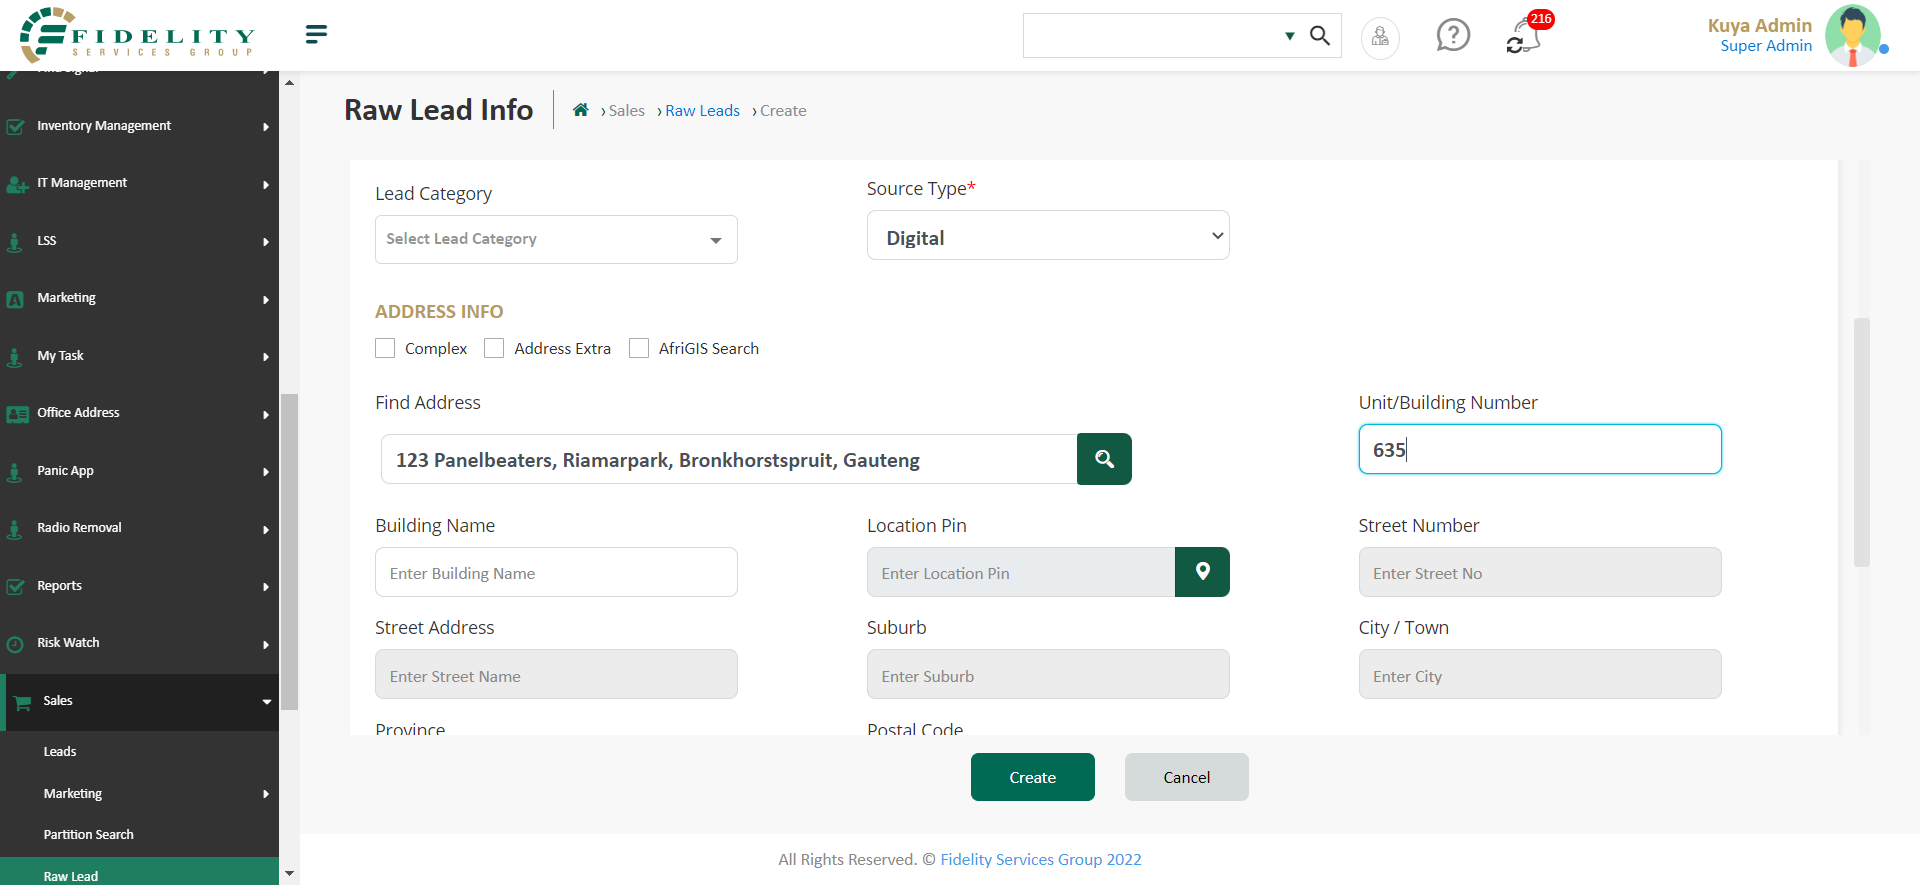 FIDELITY
SERVICES GROUP
216
Kuya Admin
Super Admin
Inventory Management
IT Management
LSS
Marketing
My Task
Office Address
Panic App
Radio Removal
Reports
Risk Watch
Sales
Leads
Marketing
Partition Search
Raw Lead
Raw Lead Info
› Sales › Raw Leads › Create
Lead Category
Source Type*
Select Lead Category
Digital
ADDRESS INFO
Complex Address Extra AfriGIS Search
Find Address
Unit/Building Number
123 Panelbeaters, Riamarpark, Bronkhorstspruit, Gauteng
635
Building Name
Location Pin
Street Number
Enter Building Name
Enter Location Pin
Enter Street No
Street Address
Suburb
City / Town
Enter Street Name
Enter Suburb
Enter City
Province
Postal Code
Create
Cancel
All Rights Reserved. © Fidelity Services Group 2022